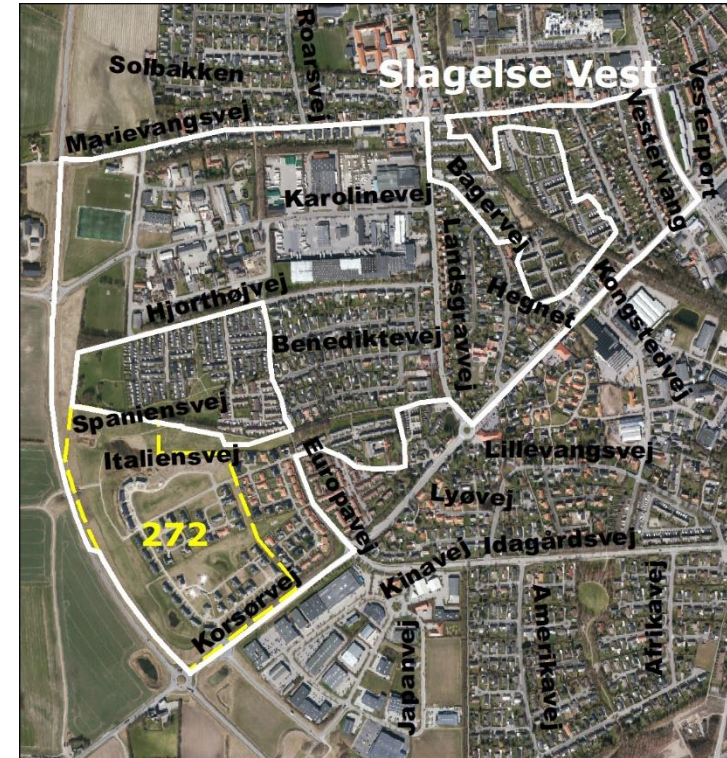 Roarsvej
Solbakken
Slagelse Vest
Vesterport
Marievangsvej
Vestervang
Karolinevej
Bagervej
Landsgravvej
Hjorthøjvej
Hegnet
Kongstedvej
Benediktevej
Spaniensvej
Italiensvej
Europavej
Lillevangsvej
Lyøvej
272
Idagårdsvej
Korsørvej
Kinavej
Afrikavej
Amerikavej
Japanvej